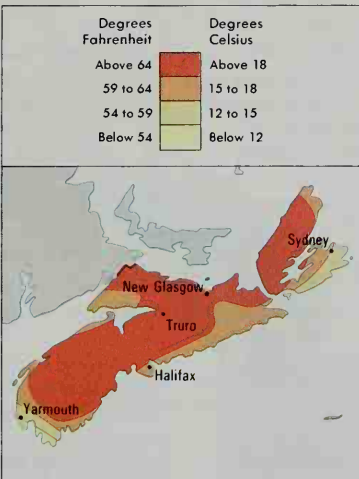 Degrees Fahrenheit
Degrees Celsius
Above 64 Above 18
59 to 64 15 to 18
54 to 59 12 to 15
Below 54 Below 12
Sydney
New Glasgow
Truro
Halifax
Yarmouth